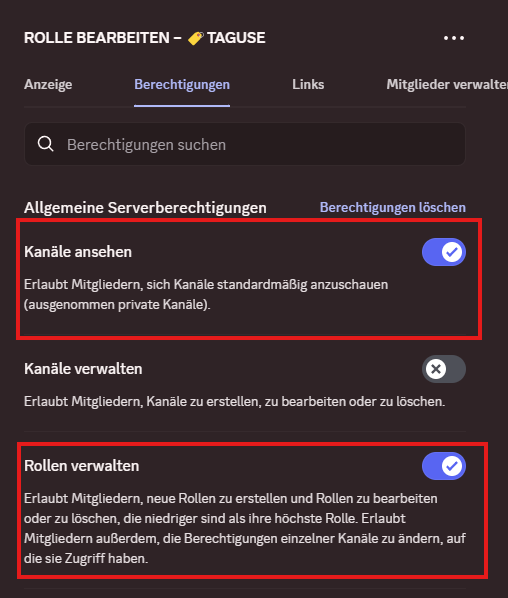 ROLLE BEARBEITEN – 🏷️ TAGUSE
Anzeige Berechtigungen Links Mitglieder verwalten
Berechtigungen suchen
Allgemeine Serverberechtigungen Berechtigungen löschen
Kanäle ansehen
Erlaubt Mitgliedern, sich Kanäle standardmäßig anzuschauen
(ausgenommen private Kanäle).
Kanäle verwalten
Erlaubt Mitgliedern, Kanäle zu erstellen, zu bearbeiten oder zu löschen.
Rollen verwalten
Erlaubt Mitgliedern, neue Rollen zu erstellen und Rollen zu bearbeiten
oder zu löschen, die niedriger sind als ihre höchste Rolle. Erlaubt
Mitgliedern außerdem, die Berechtigungen einzelner Kanäle zu ändern, auf
die sie Zugriff haben.